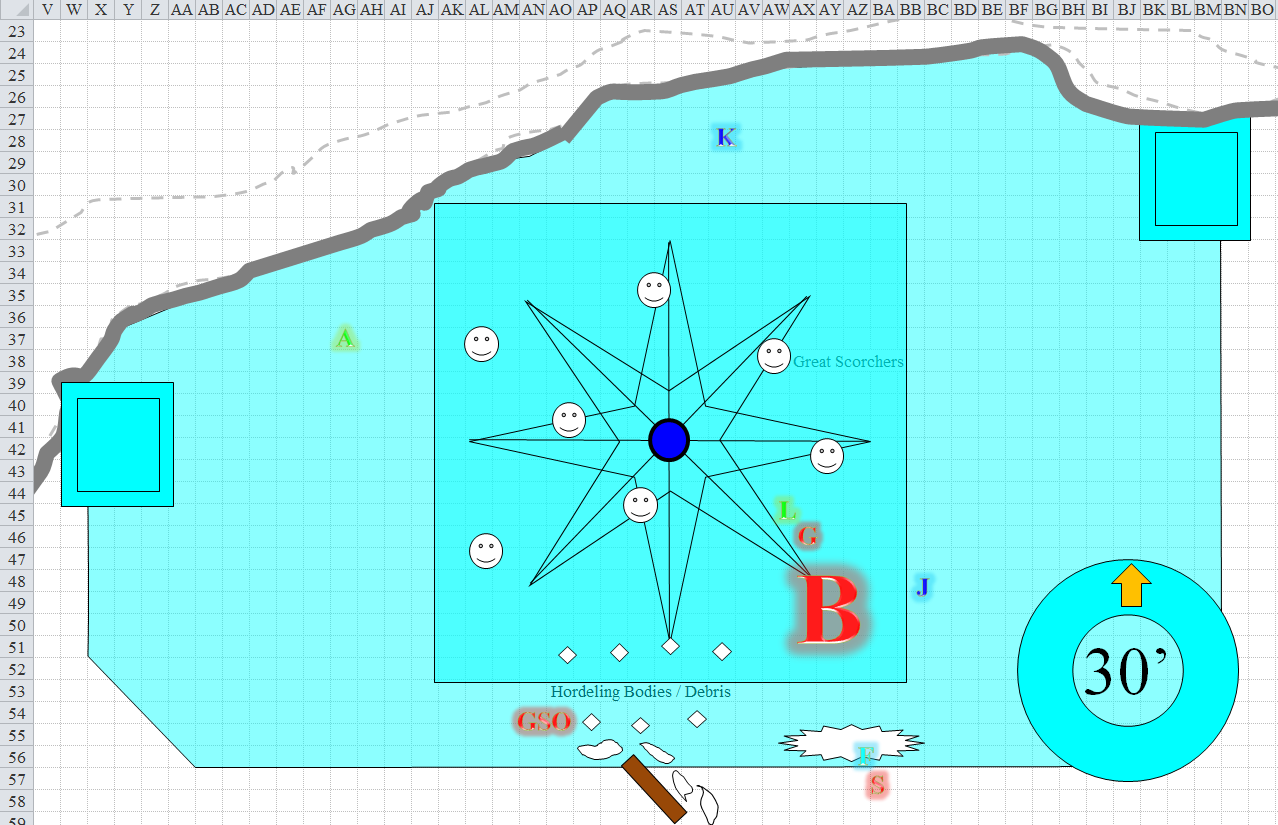 V W X Y Z AA AB AC AD AE AF AG AH AI AJ AK AL AM AN AO AP AQ AR AS AT AU AV AW AX AY AZ BA BB BC BD BE BF BG BH BI BJ BK BL BM BN BO
23
24
25
26
27
28 K
29
30
31
32
33
34
35
36
37 A
38 Great Scorchers
39
40
41
42
43
44
45 L
46 G
47
48 J
49 B
50
51
52 30’
53 Hordeling Bodies / Debris
54 GSO
55
56 F
57 S
58
59